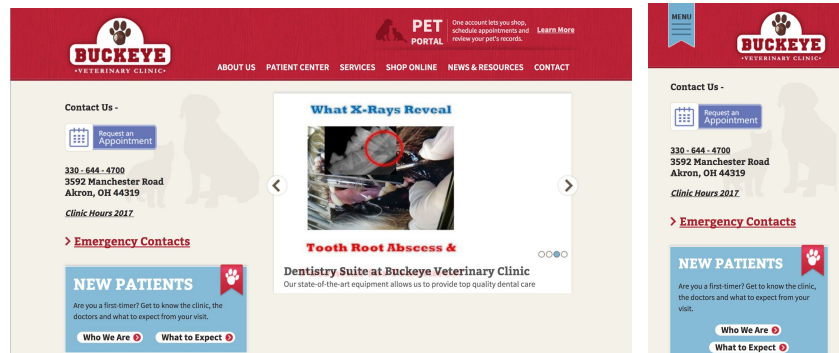 BUCKEYE
•VETERINARY CLINIC•
PET
PORTAL
One account lets you shop,
schedule appointments and
review your pet's records.
Learn More
ABOUT US PATIENT CENTER SERVICES SHOP ONLINE NEWS & RESOURCES CONTACT
Contact Us -
Request an
Appointment
330 - 644 - 4700
3592 Manchester Road
Akron, OH 44319
Clinic Hours 2017
Emergency Contacts
NEW PATIENTS
Are you a first-timer? Get to know the clinic, the
doctors and what to expect from your visit.
Who We Are
What to Expect
What X-Rays Reveal
Tooth Root Abscess &
Dentistry Suite at Buckeye Veterinary Clinic
Our state-of-the-art equipment allows us to provide top quality dental care
MENU
BUCKEYE
•VETERINARY CLINIC•
Contact Us -
Request an
Appointment
330 - 644 - 4700
3592 Manchester Road
Akron, OH 44319
Clinic Hours 2017
Emergency Contacts
NEW PATIENTS
Are you a first-timer? Get to know the clinic,
the doctors and what to expect from your
visit.
Who We Are
What to Expect